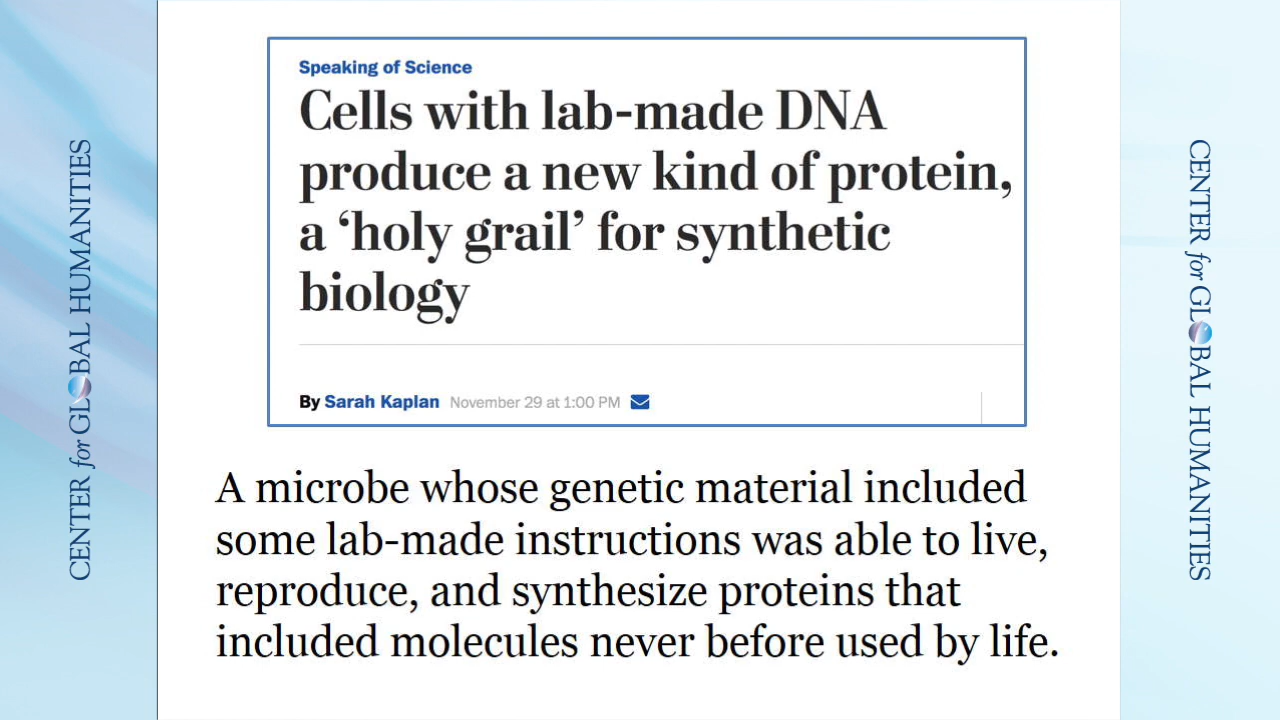 CENTER for GLOBAL HUMANITIES
Speaking of Science
Cells with lab-made DNA
produce a new kind of protein,
a ‘holy grail’ for synthetic
biology
By Sarah Kaplan November 29 at 1:00 PM
A microbe whose genetic material included
some lab-made instructions was able to live,
reproduce, and synthesize proteins that
included molecules never before used by life.
CENTER for GLOBAL HUMANITIES